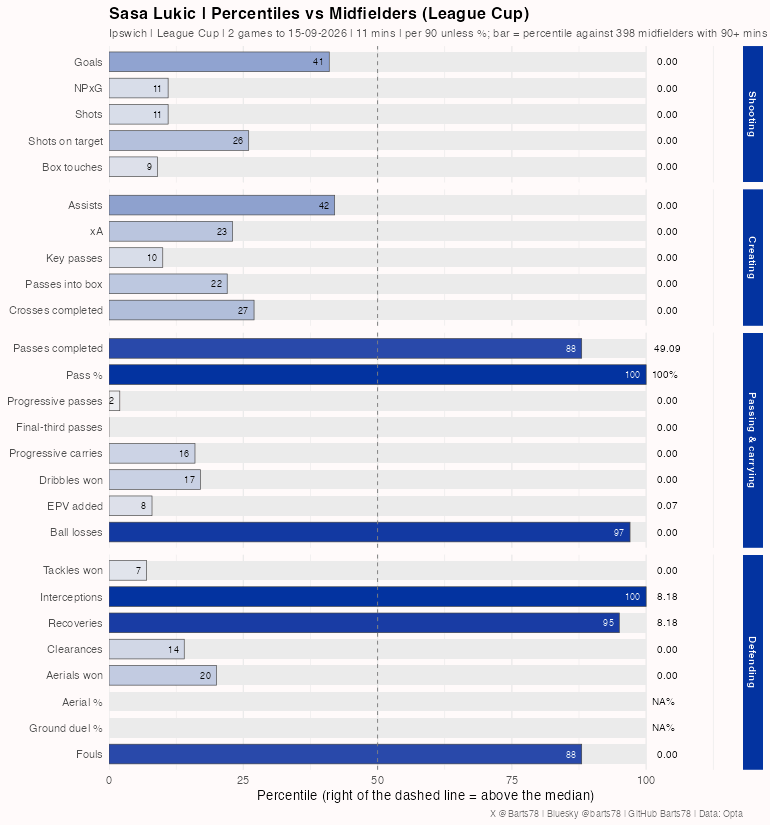 Sasa Lukic | Percentiles vs Midfielders (League Cup)
Ipswich | League Cup | 2 games to 15-09-2026 | 11 mins | per 90 unless %; bar = percentile against 398 midfielders with 90+ mins
Goals 41 0.00
NPxG 11 0.00
Shots 11 0.00
Shots on target 26 0.00
Box touches 9 0.00
Shooting
Assists 42 0.00
xA 23 0.00
Key passes 10 0.00
Passes into box 22 0.00
Crosses completed 27 0.00
Creating
Passes completed 88 49.09
Pass % 100 100%
Progressive passes 2 0.00
Final-third passes 0.00
Progressive carries 16 0.00
Dribbles won 17 0.00
EPV added 8 0.07
Ball losses 97 0.00
Passing & carrying
Tackles won 7 0.00
Interceptions 100 8.18
Recoveries 95 8.18
Clearances 14 0.00
Aerials won 20 0.00
Aerial % NA%
Ground duel % NA%
Fouls 88 0.00
Defending
0 25 50 75 100
Percentile (right of the dashed line = above the median)
X @Barts78 | Bluesky @barts78 | GitHub Barts78 | Data: Opta